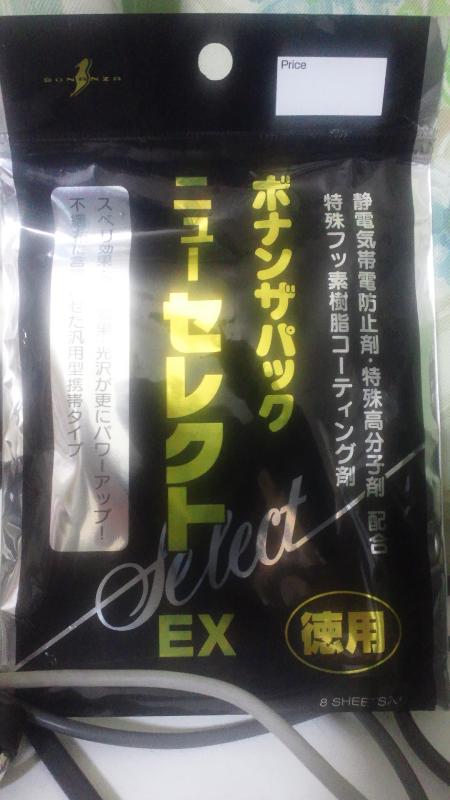 BONANZA
Price
静電気帯電防止剤・特殊高分子剤 配合
特殊フッ素樹脂コーティング剤
ボナンザパック
ニューセレクト
Select
EX
スベリ効果 光沢が更にパワーアップ!
た汎用型携帯タイプ
徳用
8 SHEETS